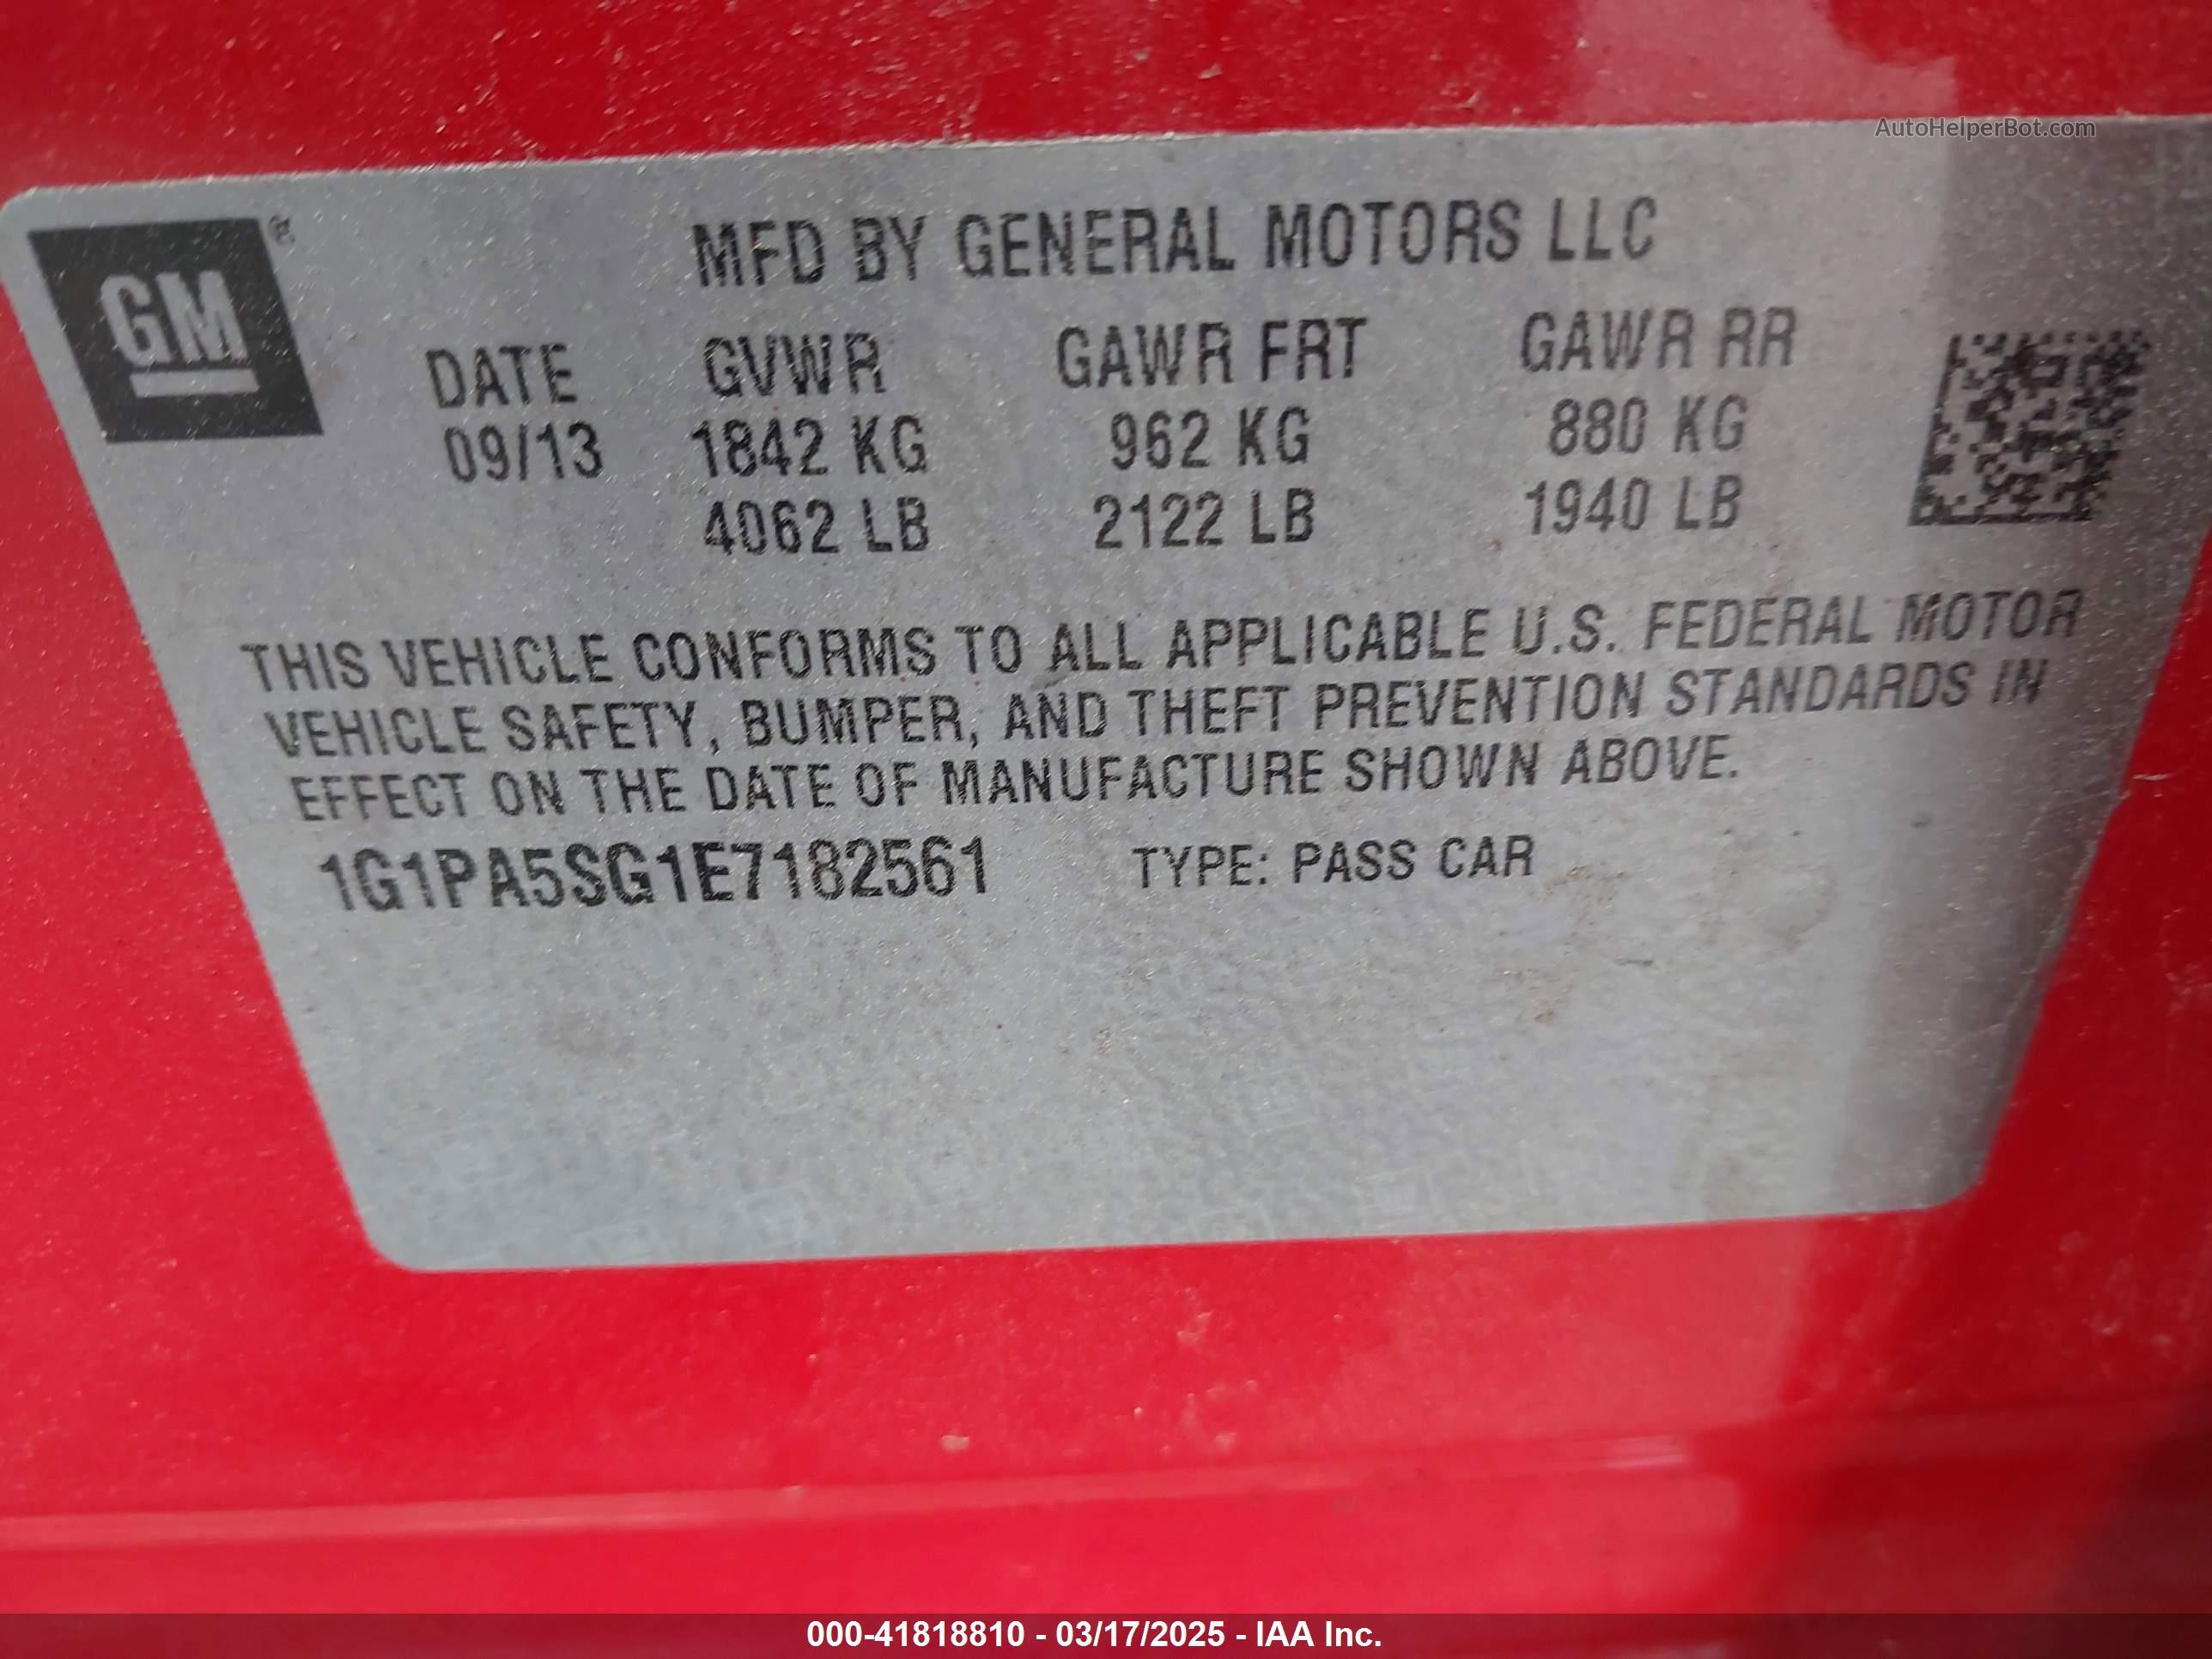 AutoHelperBot.com
GM ®
MFD BY GENERAL MOTORS LLC
DATE GVWR GAWR FRT GAWR RR
09/13 1842 KG 962 KG 880 KG
4062 LB 2122 LB 1940 LB
THIS VEHICLE CONFORMS TO ALL APPLICABLE U.S. FEDERAL MOTOR
VEHICLE SAFETY, BUMPER, AND THEFT PREVENTION STANDARDS IN
EFFECT ON THE DATE OF MANUFACTURE SHOWN ABOVE.
1G1PA5SG1E7182561 TYPE: PASS CAR
000-41818810 - 03/17/2025 - IAA Inc.